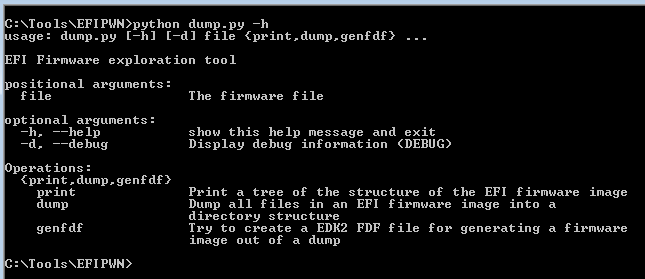 C:\Tools\EFIPWN>python dump.py -h
usage: dump.py [-h] [-d] file {print,dump,genfdf} ...
EFI Firmware exploration tool
positional arguments:
file The firmware file
optional arguments:
-h, --help show this help message and exit
-d, --debug Display debug information (DEBUG)
Operations:
{print,dump,genfdf}
print Print a tree of the structure of the EFI firmware image
dump Dump all files in an EFI firmware image into a
directory structure
genfdf Try to create a EDK2 FDF file for generating a firmware
image out of a dump
C:\Tools\EFIPWN>